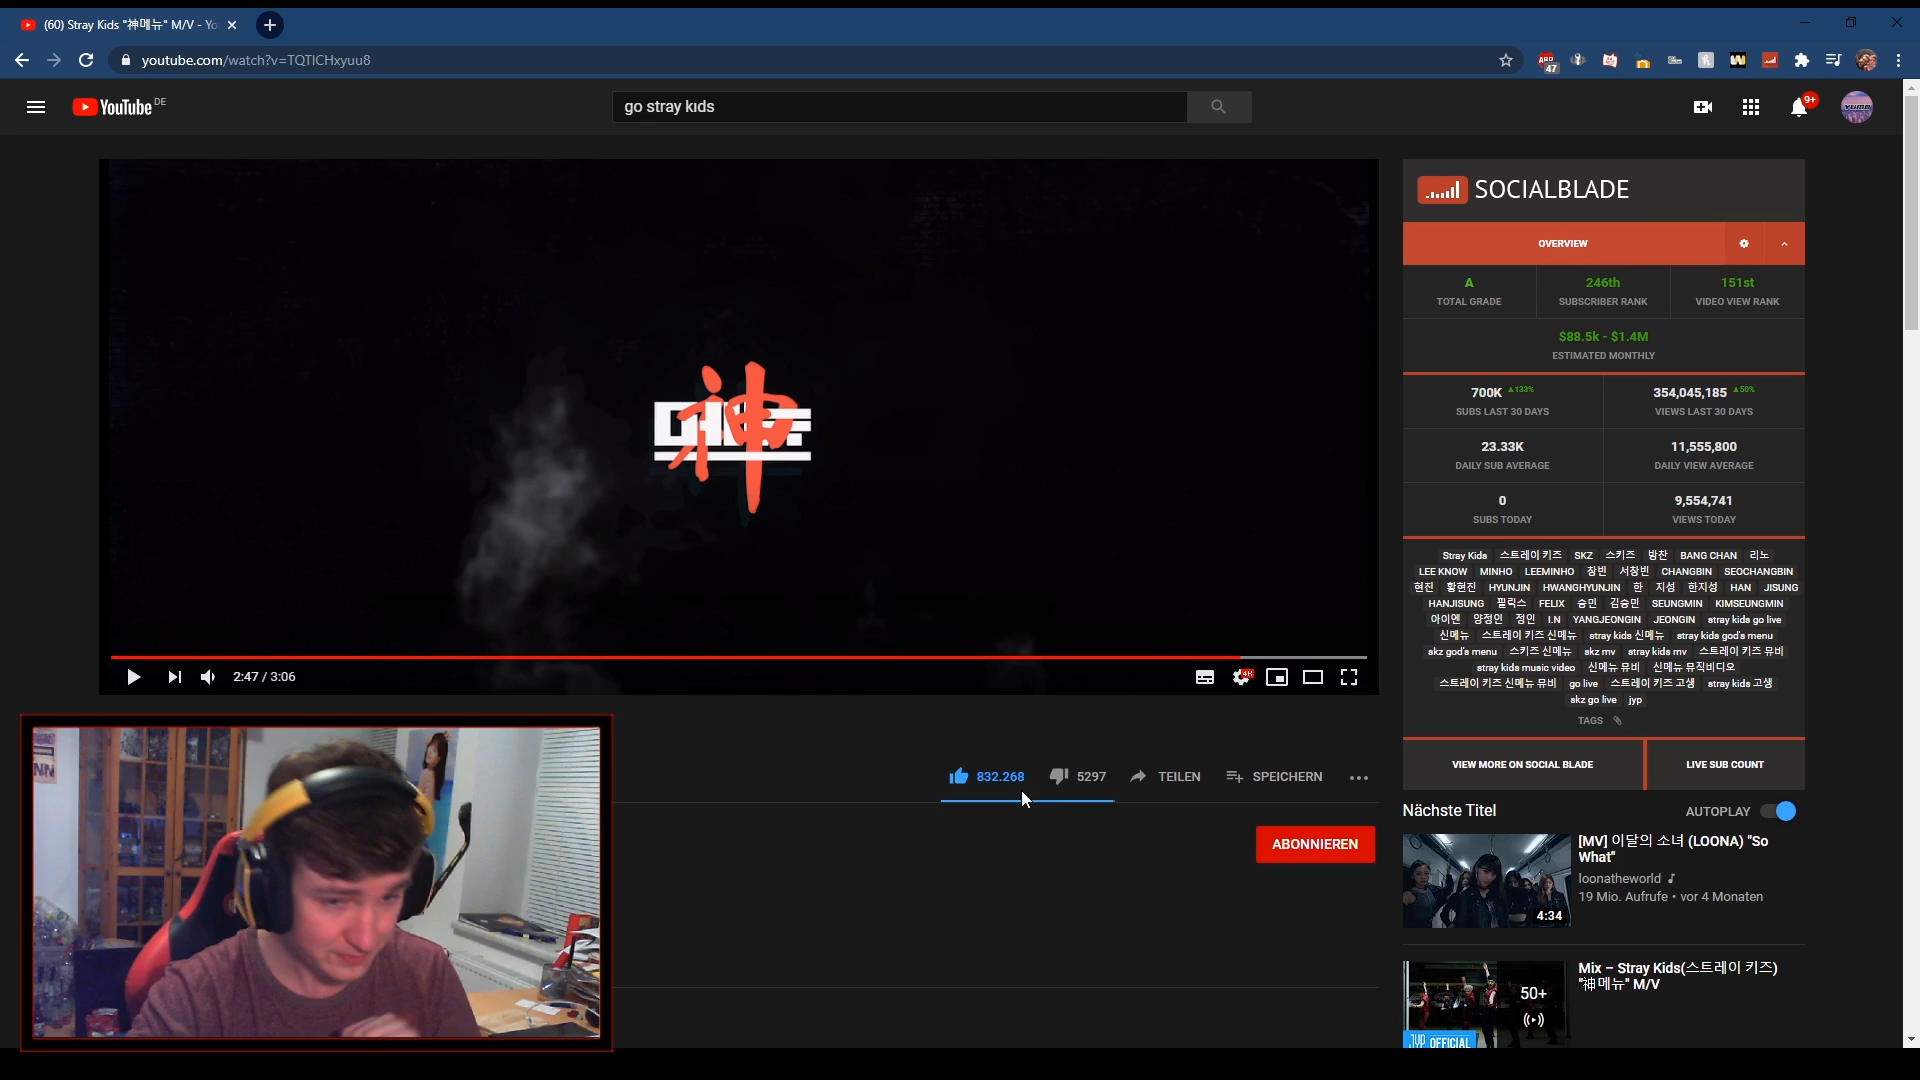 (60) Stray Kids "神메뉴" M/V - Yo
youtube.com/watch?v=TQTlCHxyuu8
47
YouTube DE
go stray kids
9+
神
2:47 / 3:06
4K
832.268
5297
TEILEN
SPEICHERN
ABONNIEREN
SOCIALBLADE
OVERVIEW
A
246th
151st
TOTAL GRADE
SUBSCRIBER RANK
VIDEO VIEW RANK
$88.5k - $1.4M
ESTIMATED MONTHLY
700K ▲133%
354,045,185 ▲50%
SUBS LAST 30 DAYS
VIEWS LAST 30 DAYS
23.33K
11,555,800
DAILY SUB AVERAGE
DAILY VIEW AVERAGE
0
9,554,741
SUBS TODAY
VIEWS TODAY
Stray Kids 스트레이 키즈 SKZ 스키즈 방찬 BANG CHAN 리노
LEE KNOW MINHO LEEMINHO 창빈 서창빈 CHANGBIN SEOCHANGBIN
현진 황현진 HYUNJIN HWANGHYUNJIN 한 지성 한지성 HAN JISUNG
HANJISUNG 필릭스 FELIX 승민 김승민 SEUNGMIN KIMSEUNGMIN
아이엔 양정인 정인 I.N YANGJEONGIN JEONGIN stray kids go live
신메뉴 스트레이 키즈 신메뉴 stray kids 신메뉴 stray kids god's menu
skz god's menu 스키즈 신메뉴 skz mv stray kids mv 스트레이 키즈 뮤비
stray kids music video 신메뉴 뮤비 신메뉴 뮤직비디오
스트레이 키즈 신메뉴 뮤비 go live 스트레이 키즈 고생 stray kids 고생
skz go live jyp
TAGS
VIEW MORE ON SOCIAL BLADE
LIVE SUB COUNT
Nächste Titel
AUTOPLAY
[MV] 이달의 소녀 (LOONA) "So
What"
loonatheworld
19 Mio. Aufrufe • vor 4 Monaten
4:34
Mix – Stray Kids(스트레이 키즈)
"神메뉴" M/V
50+
JYP OFFICIAL